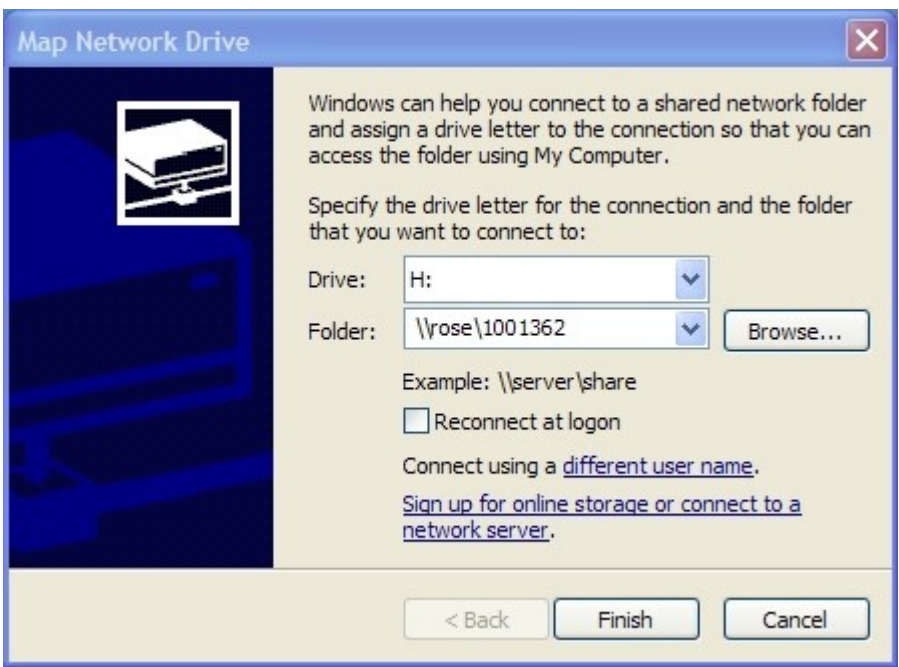 Map Network Drive
Windows can help you connect to a shared network folder
and assign a drive letter to the connection so that you can
access the folder using My Computer.
Specify the drive letter for the connection and the folder
that you want to connect to:
Drive: H:
Folder: \\rose\1001362 Browse...
Example: \\server\share
Reconnect at logon
Connect using a different user name.
Sign up for online storage or connect to a
network server.
< Back Finish Cancel